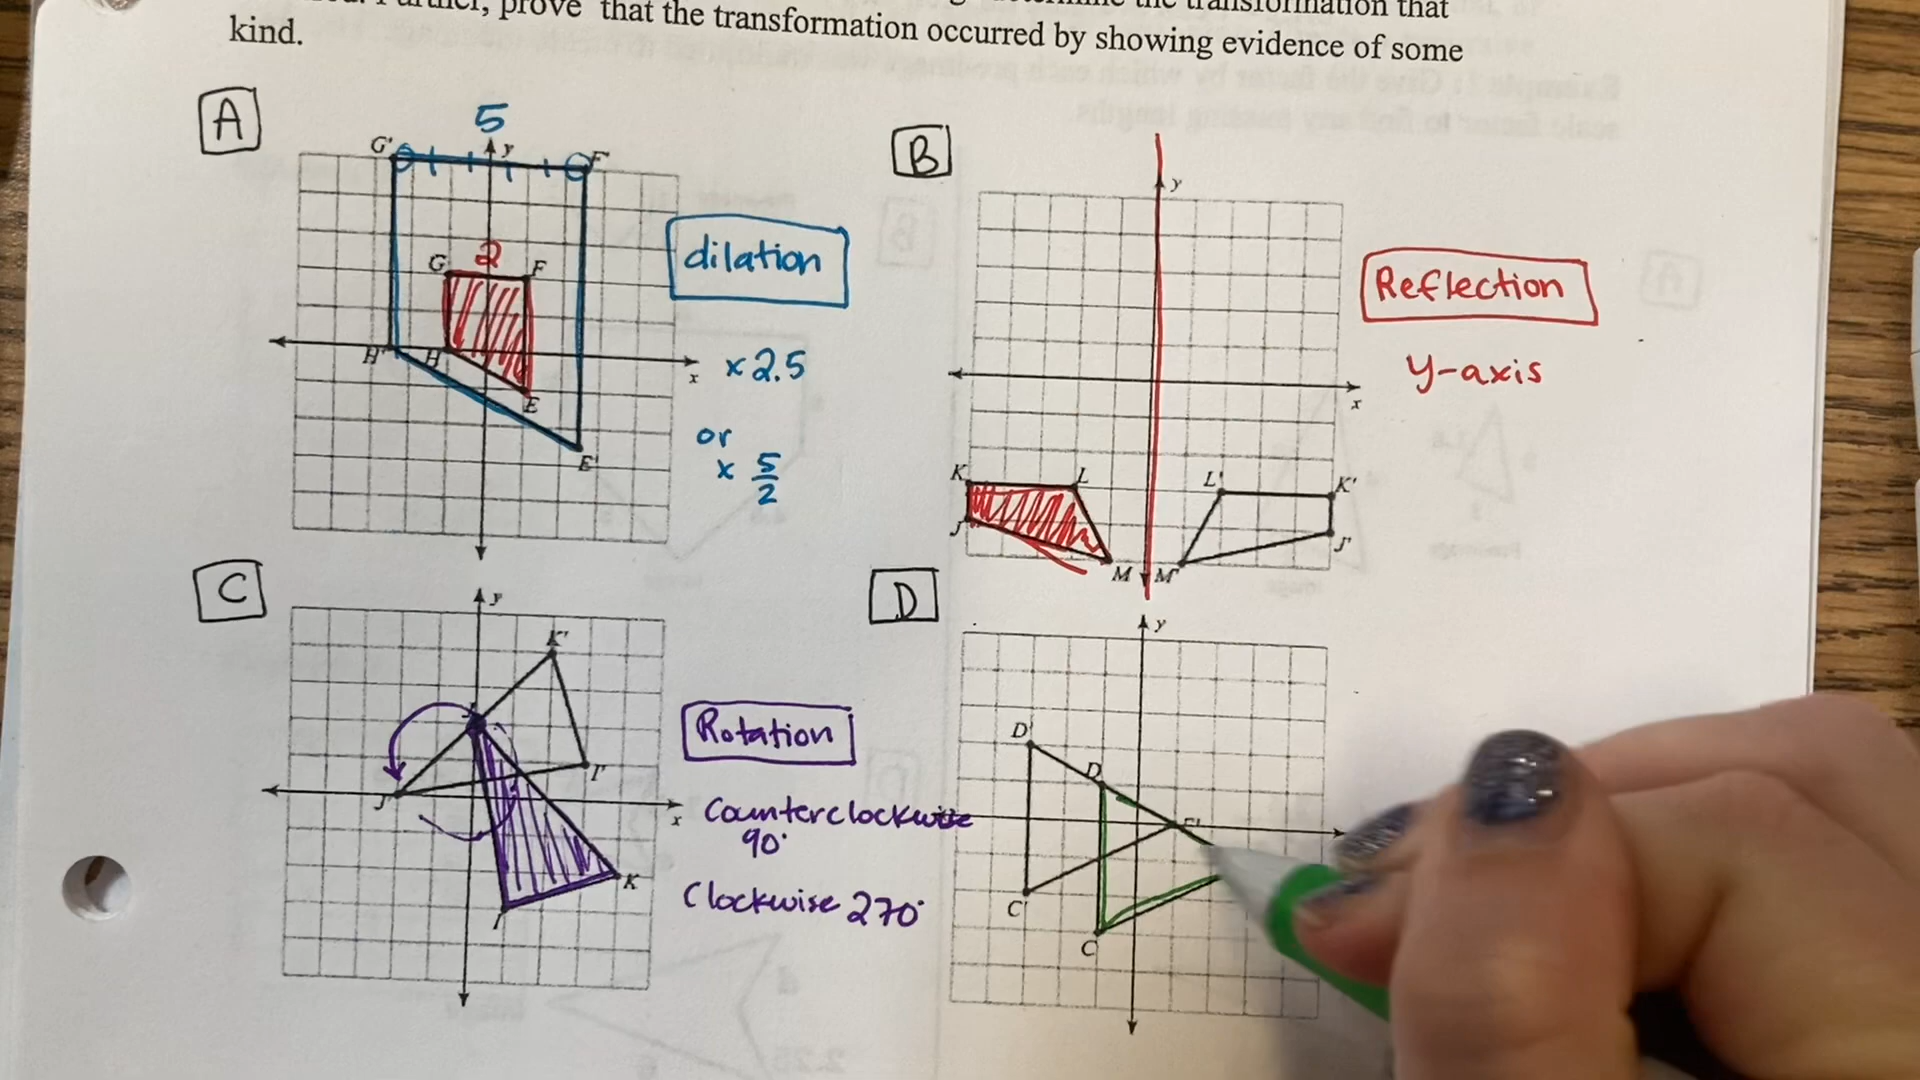 prove that the transformation occurred by showing evidence of some
kind.
A
5
G'
y
F'
2
G
F
dilation
H'
H
x
E
E'
x 2.5
or
x 5/2
B
y
Reflection
y-axis
x
K
L
L'
K'
J
J'
M
M'
C
y
K'
Rotation
I'
J'
x
Counterclockwise
90°
K
Clockwise 270°
D
y
D'
D
C'
C